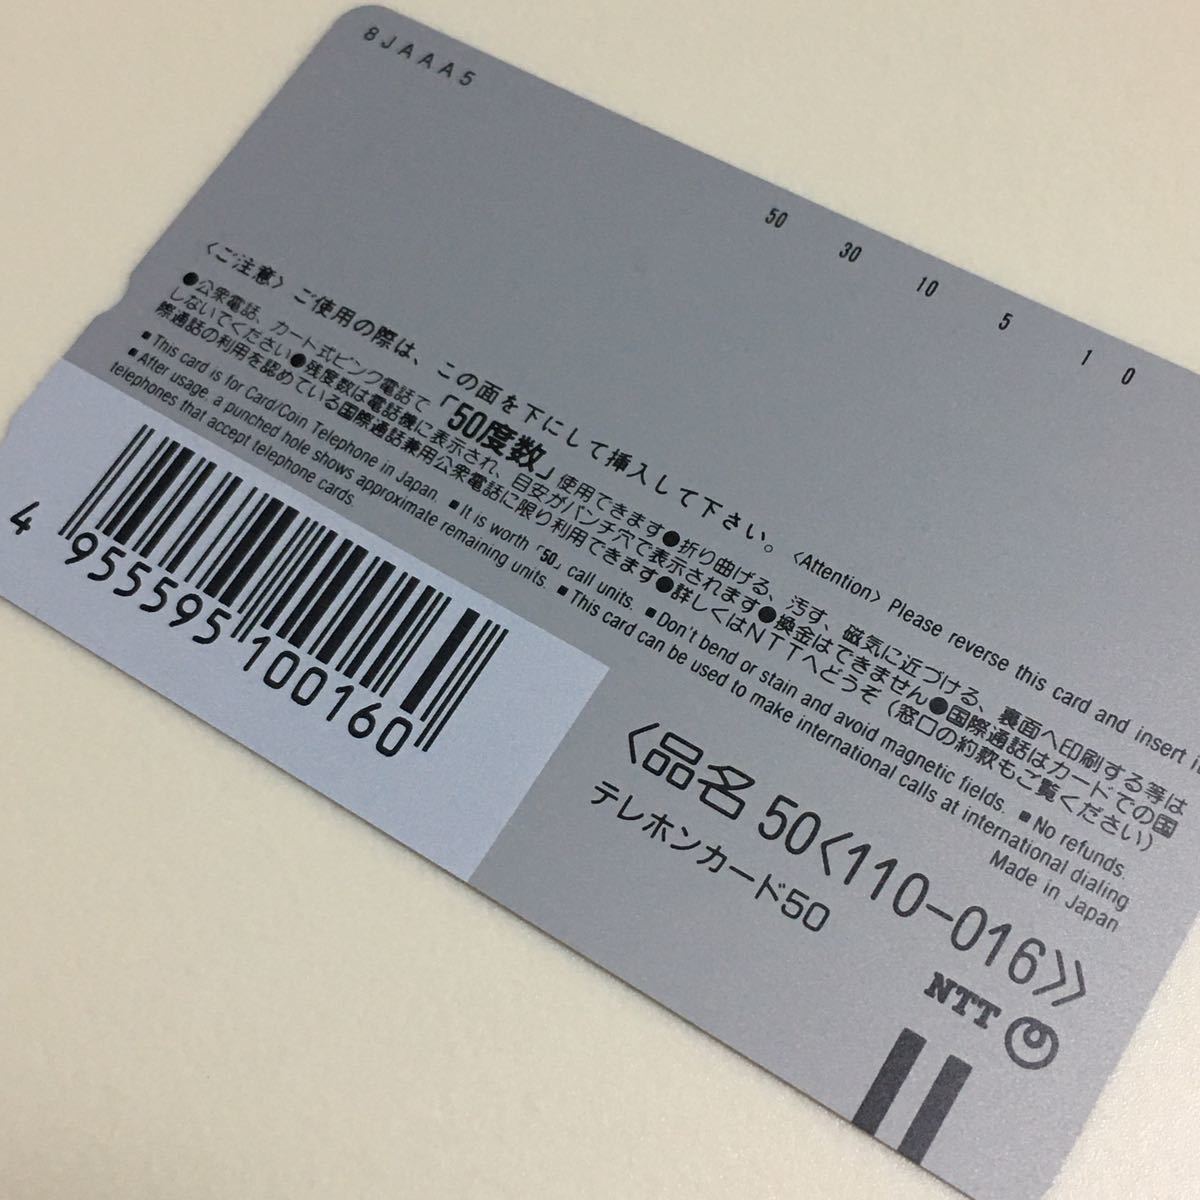 8JAAA5
50 30 10 5 1 0
〈ご注意〉ご使用の際は、この面を下にして挿入して下さい。〈Attention〉Please reverse this card and insert
●公衆電話、カード式ピンク電話で「50度数」使用できます●折り曲げる、汚す、磁気に近づける、裏面へ印刷する等は
しないでください●残度数は電話機に表示され、目安がパンチ穴で表示されます●換金はできません●国際通話はカードでの国
際通話の利用を認めている国際通話兼用公衆電話に限り利用できます●詳しくはNTTへどうぞ(窓口の約款もご覧ください)
■This card is for Card/Coin Telephone in Japan. ■It is worth「50」call units. ■Don't bend or stain and avoid magnetic fields. ■No refunds.
■After usage, a punched hole shows approximate remaining units. ■This card can be used to make international calls at international dialing
telephones that accept telephone cards.
Made in Japan
4 955595 100160
〈品名 50〈110-016〉〉
テレホンカード50
NTT